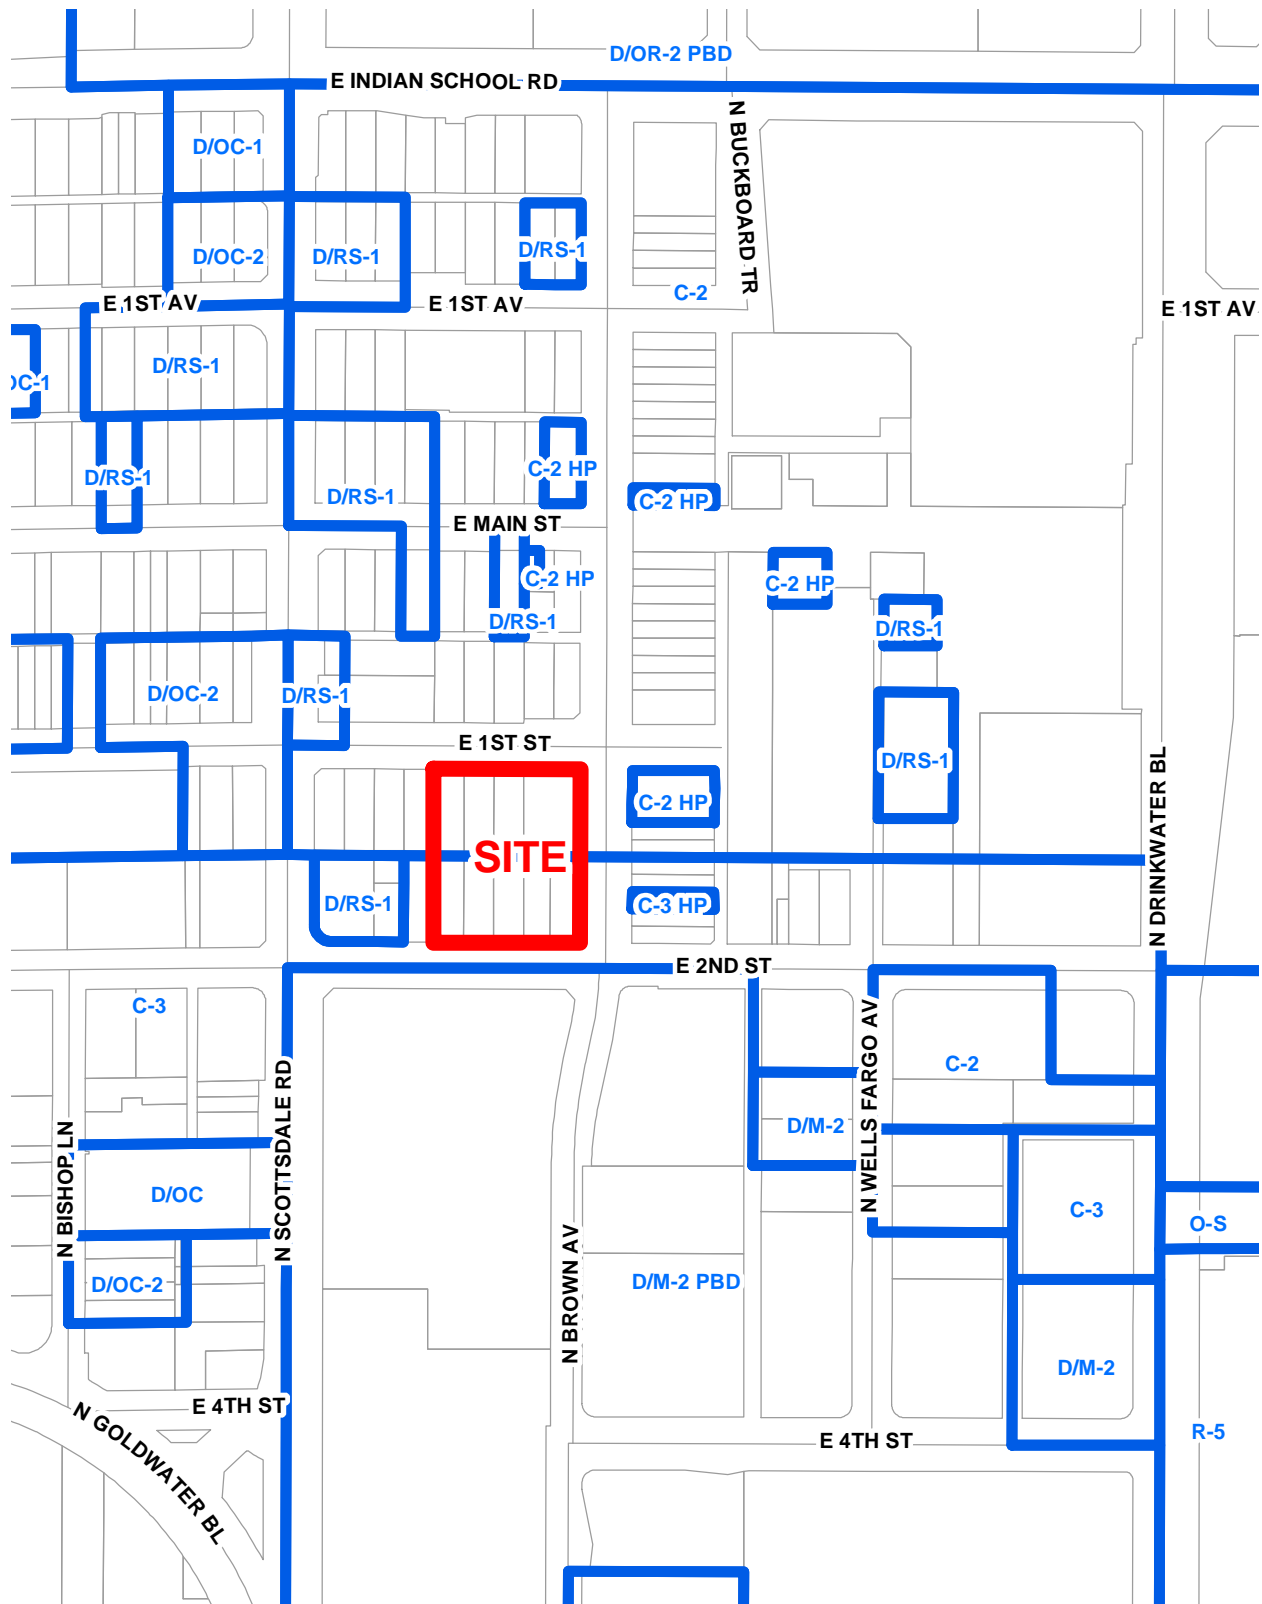 D/OR-2 PBD
E INDIAN SCHOOL RD
N BUCKBOARD TR
D/OC-1
D/OC-2
D/RS-1
D/RS-1
C-2
E 1ST AV
E 1ST AV
E 1ST AV
D/RS-1
OC-1
D/RS-1
D/RS-1
C-2 HP
C-2 HP
E MAIN ST
C-2 HP
C-2 HP
D/RS-1
D/RS-1
D/OC-2
D/RS-1
E 1ST ST
D/RS-1
C-2 HP
N DRINKWATER BL
SITE
D/RS-1
C-3 HP
E 2ND ST
C-3
N WELLS FARGO AV
C-2
N SCOTTSDALE RD
D/M-2
N BISHOP LN
D/OC
C-3
O-S
D/OC-2
N BROWN AV
D/M-2 PBD
D/M-2
E 4TH ST
N GOLDWATER BL
E 4TH ST
R-5